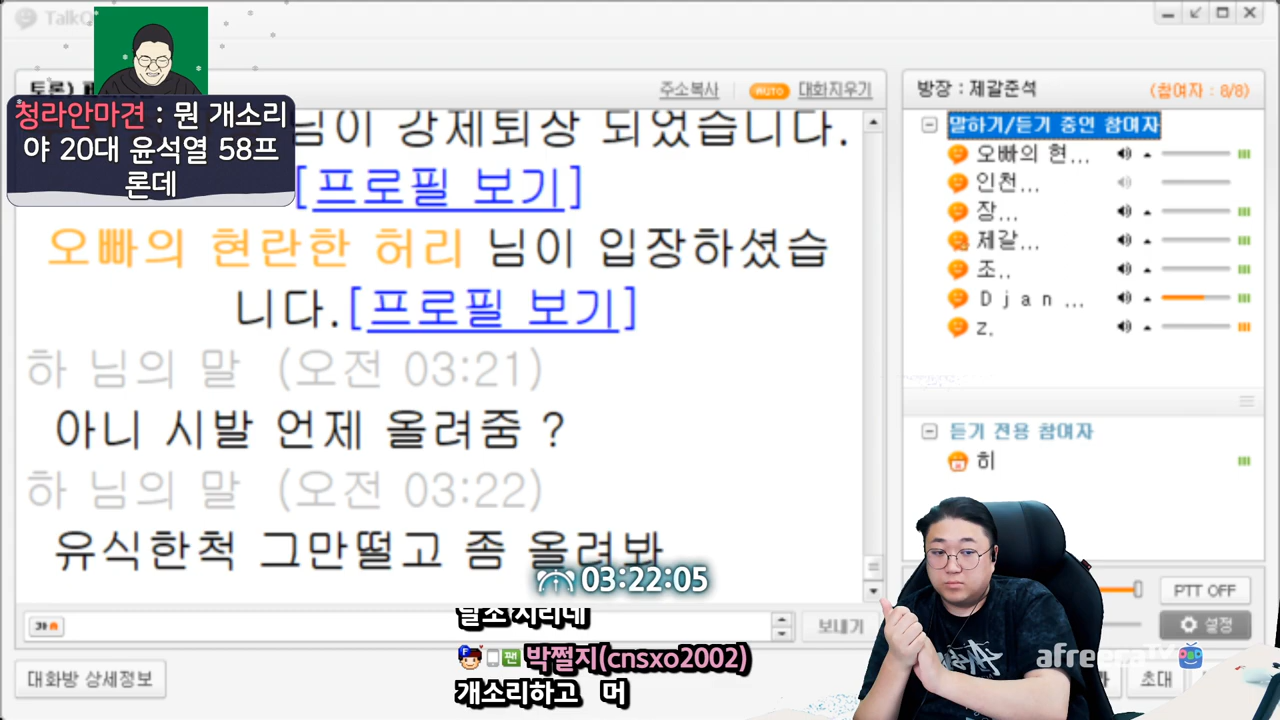 TalkO
청라안마견 : 뭔 개소리
야 20대 윤석열 58프
론데
주소복사
AUTO
대화지우기
님이 강제퇴장 되었습니다.
[프로필 보기]
오빠의 현란한 허리 님이 입장하셨습
니다.[프로필 보기]
하 님의 말 (오전 03:21)
아니 시발 언제 올려줌 ?
하 님의 말 (오전 03:22)
유식한척 그만떨고 좀 올려봐
03:22:05
가
보내기
대화방 상세정보
팬 박쩔지(cnsxo2002)
개소리하고 머
방장 : 제갈준석
(참여자 : 8/8)
말하기/듣기 중인 참여자
오빠의 현...
인천...
장...
제갈...
조..
Djan ...
z.
듣기 전용 참여자
히
PTT OFF
설정
afreecaTV
초대